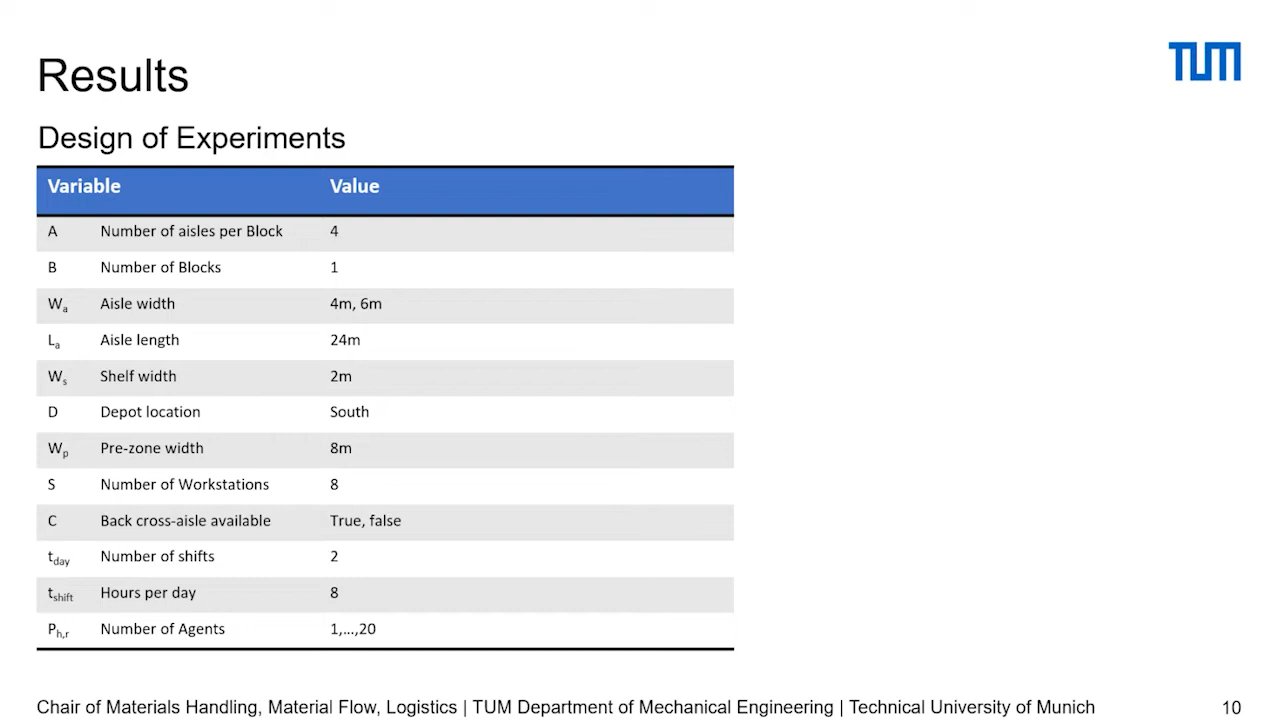 TUM
Results
Design of Experiments
Variable Value
A Number of aisles per Block 4
B Number of Blocks 1
Wa Aisle width 4m, 6m
La Aisle length 24m
Ws Shelf width 2m
D Depot location South
Wp Pre-zone width 8m
S Number of Workstations 8
C Back cross-aisle available True, false
tday Number of shifts 2
tshift Hours per day 8
Ph,r Number of Agents 1,...,20
Chair of Materials Handling, Material Flow, Logistics | TUM Department of Mechanical Engineering | Technical University of Munich 10